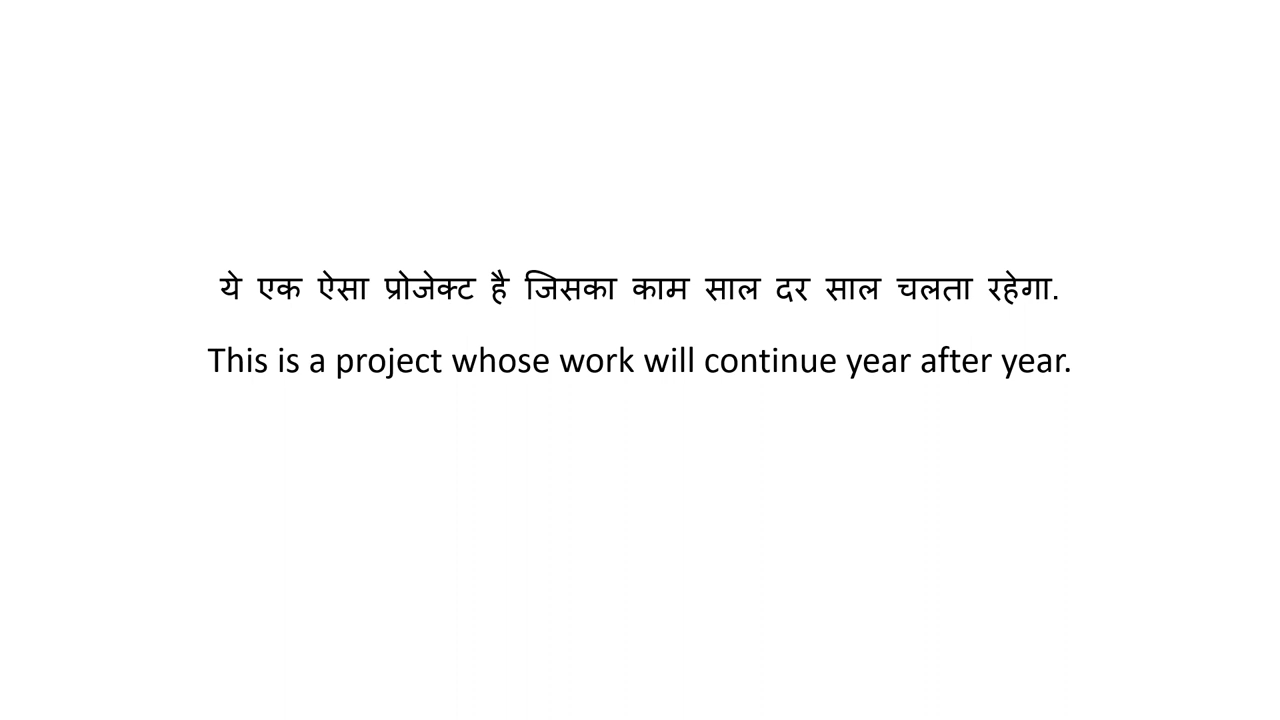 ये एक ऐसा प्रोजेक्ट है जिसका काम साल दर साल चलता रहेगा.
This is a project whose work will continue year after year.